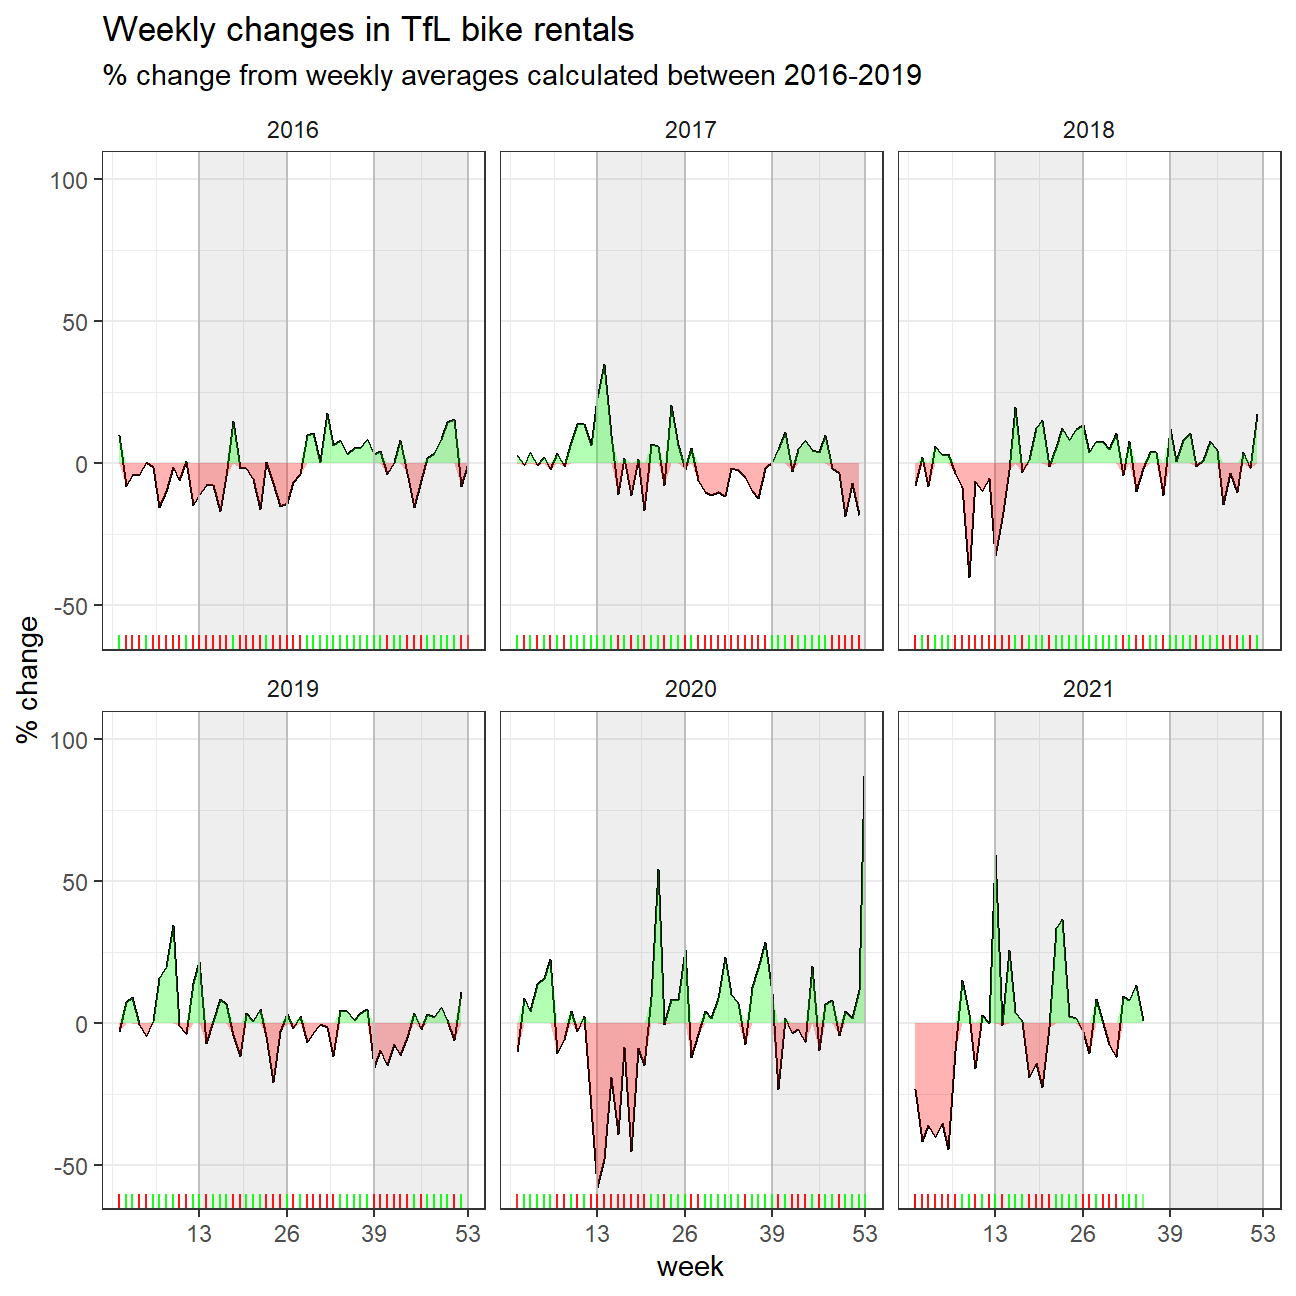 Weekly changes in TfL bike rentals
% change from weekly averages calculated between 2016-2019
2016 2017 2018
100
50
0
-50
% change
2019 2020 2021
100
50
0
-50
13 26 39 53 13 26 39 53 13 26 39 53
week